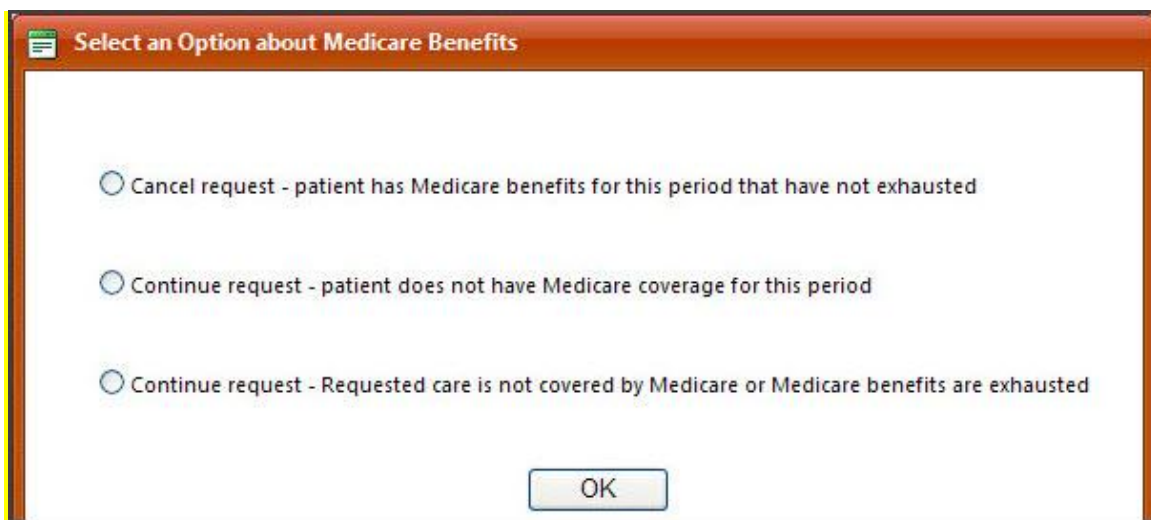 Select an Option about Medicare Benefits
Cancel request - patient has Medicare benefits for this period that have not exhausted
Continue request - patient does not have Medicare coverage for this period
Continue request - Requested care is not covered by Medicare or Medicare benefits are exhausted
OK